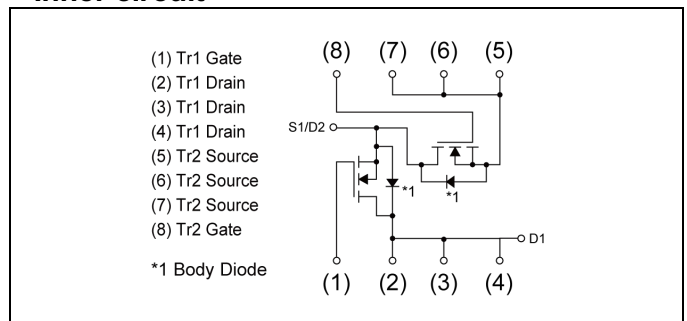 (1) Tr1 Gate
(2) Tr1 Drain
(3) Tr1 Drain
(4) Tr1 Drain
(5) Tr2 Source
(6) Tr2 Source
(7) Tr2 Source
(8) Tr2 Gate
*1 Body Diode
(8) (7) (6) (5)
S1/D2
*1
*1
D1
(1) (2) (3) (4)